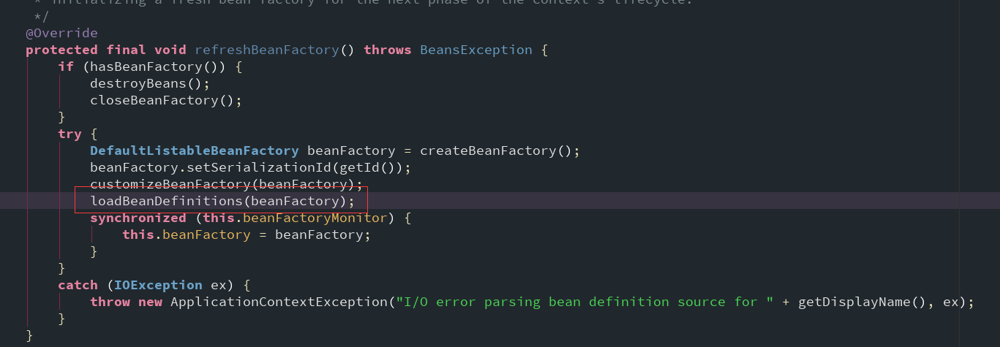 * initializing a fresh bean factory for the next phase of the context's lifecycle.
*/
@Override
protected final void refreshBeanFactory() throws BeansException {
if (hasBeanFactory()) {
destroyBeans();
closeBeanFactory();
}
try {
DefaultListableBeanFactory beanFactory = createBeanFactory();
beanFactory.setSerializationId(getId());
customizeBeanFactory(beanFactory);
loadBeanDefinitions(beanFactory);
synchronized (this.beanFactoryMonitor) {
this.beanFactory = beanFactory;
}
}
catch (IOException ex) {
throw new ApplicationContextException("I/O error parsing bean definition source for " + getDisplayName(), ex);
}
}